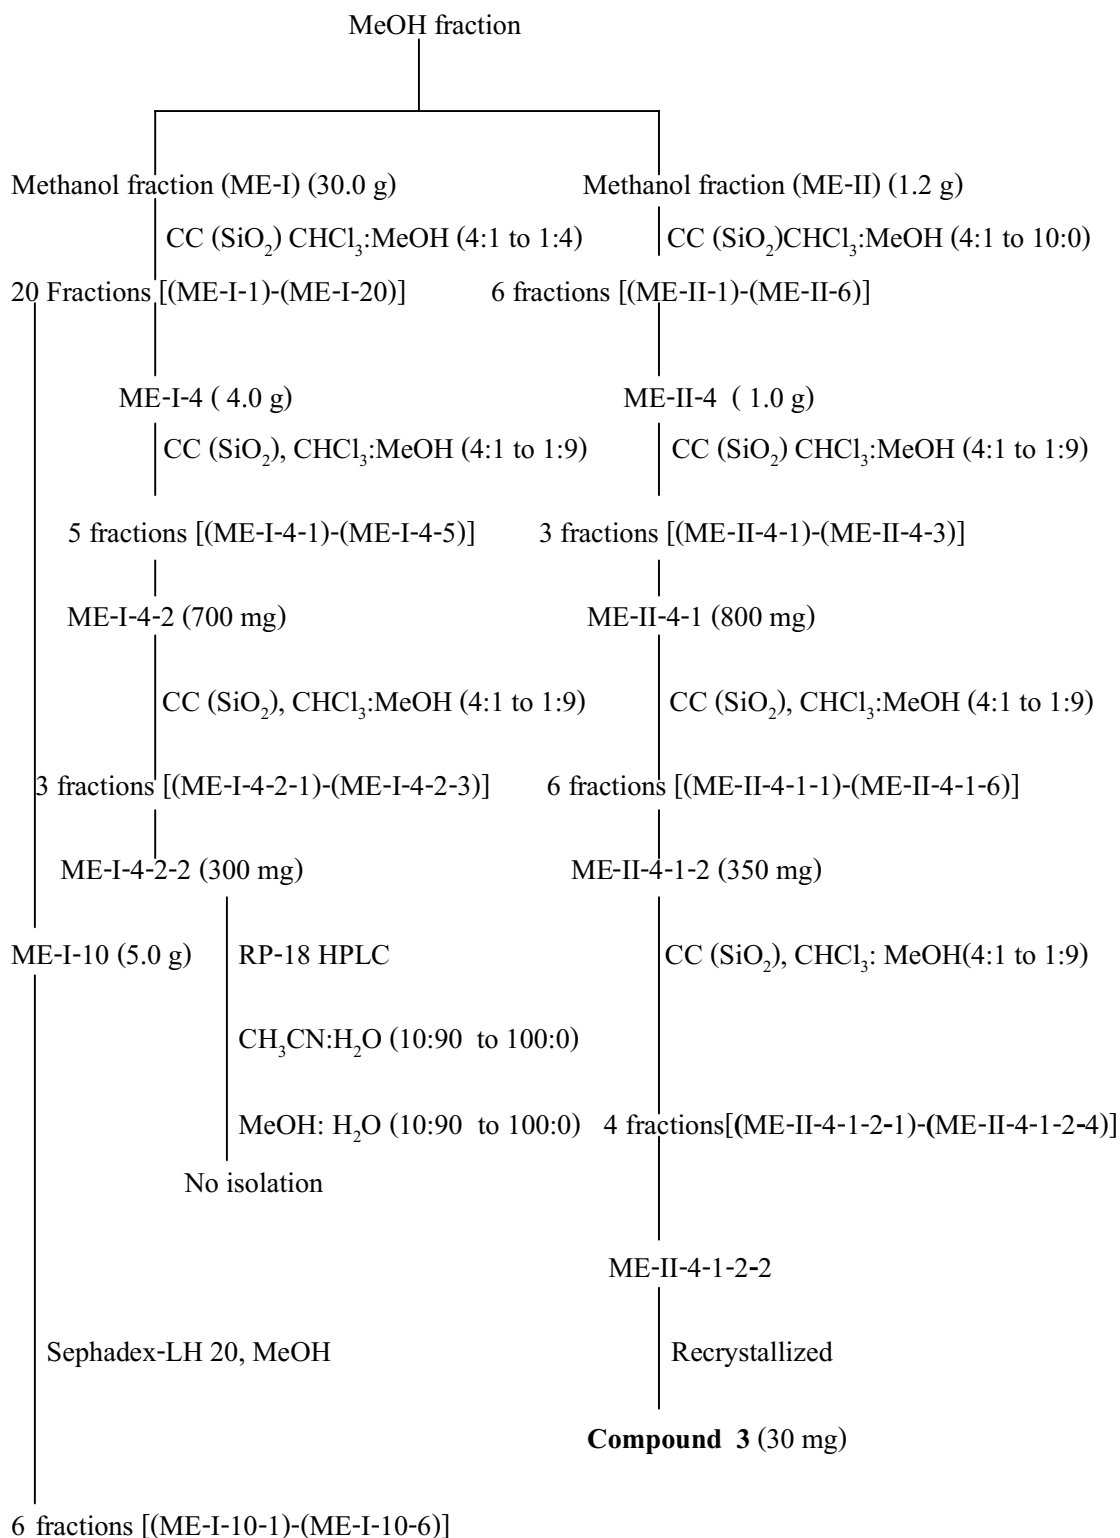 MeOH fraction
Methanol fraction (ME-I) (30.0 g)
Methanol fraction (ME-II) (1.2 g)
CC (SiO₂) CHCl₃:MeOH (4:1 to 1:4)
CC (SiO₂)CHCl₃:MeOH (4:1 to 10:0)
20 Fractions [(ME-I-1)-(ME-I-20)]
6 fractions [(ME-II-1)-(ME-II-6)]
ME-I-4 ( 4.0 g)
ME-II-4 ( 1.0 g)
CC (SiO₂), CHCl₃:MeOH (4:1 to 1:9)
CC (SiO₂) CHCl₃:MeOH (4:1 to 1:9)
5 fractions [(ME-I-4-1)-(ME-I-4-5)]
3 fractions [(ME-II-4-1)-(ME-II-4-3)]
ME-I-4-2 (700 mg)
ME-II-4-1 (800 mg)
CC (SiO₂), CHCl₃:MeOH (4:1 to 1:9)
CC (SiO₂), CHCl₃:MeOH (4:1 to 1:9)
3 fractions [(ME-I-4-2-1)-(ME-I-4-2-3)]
6 fractions [(ME-II-4-1-1)-(ME-II-4-1-6)]
ME-I-4-2-2 (300 mg)
ME-II-4-1-2 (350 mg)
ME-I-10 (5.0 g)
RP-18 HPLC
CC (SiO₂), CHCl₃: MeOH(4:1 to 1:9)
CH₃CN:H₂O (10:90 to 100:0)
MeOH: H₂O (10:90 to 100:0)
4 fractions[(ME-II-4-1-2-1)-(ME-II-4-1-2-4)]
No isolation
ME-II-4-1-2-2
Sephadex-LH 20, MeOH
Recrystallized
Compound 3 (30 mg)
6 fractions [(ME-I-10-1)-(ME-I-10-6)]